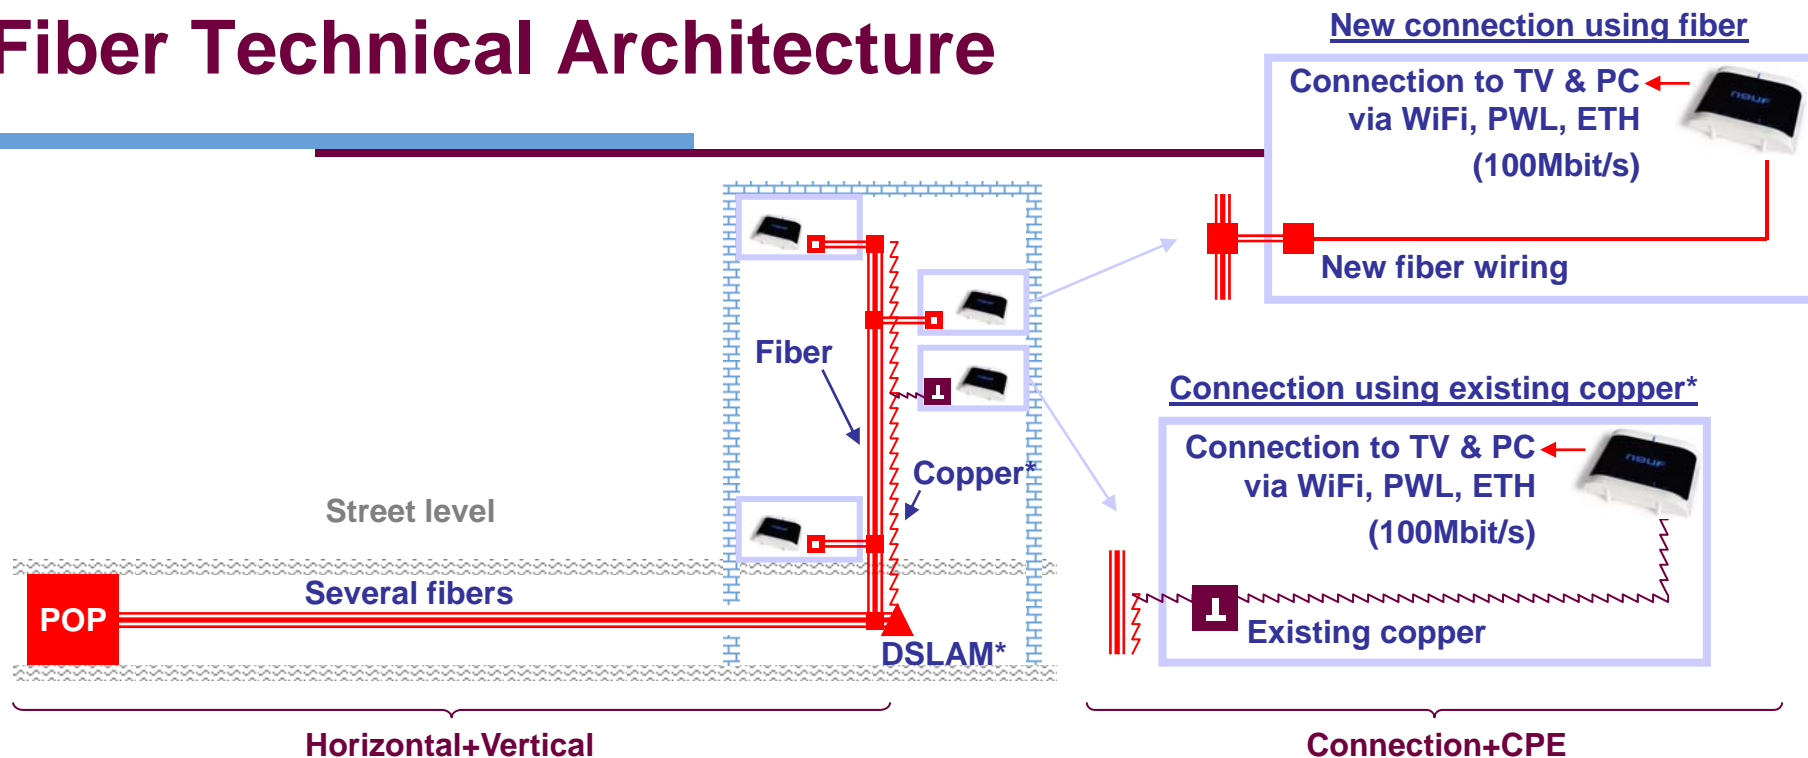 Fiber Technical Architecture
New connection using fiber
Connection to TV & PC
via WiFi, PWL, ETH
(100Mbit/s)
neuf
New fiber wiring
Fiber
Copper*
Connection using existing copper*
Connection to TV & PC
via WiFi, PWL, ETH
(100Mbit/s)
neuf
Existing copper
Street level
Several fibers
POP
DSLAM*
Horizontal+Vertical
Connection+CPE